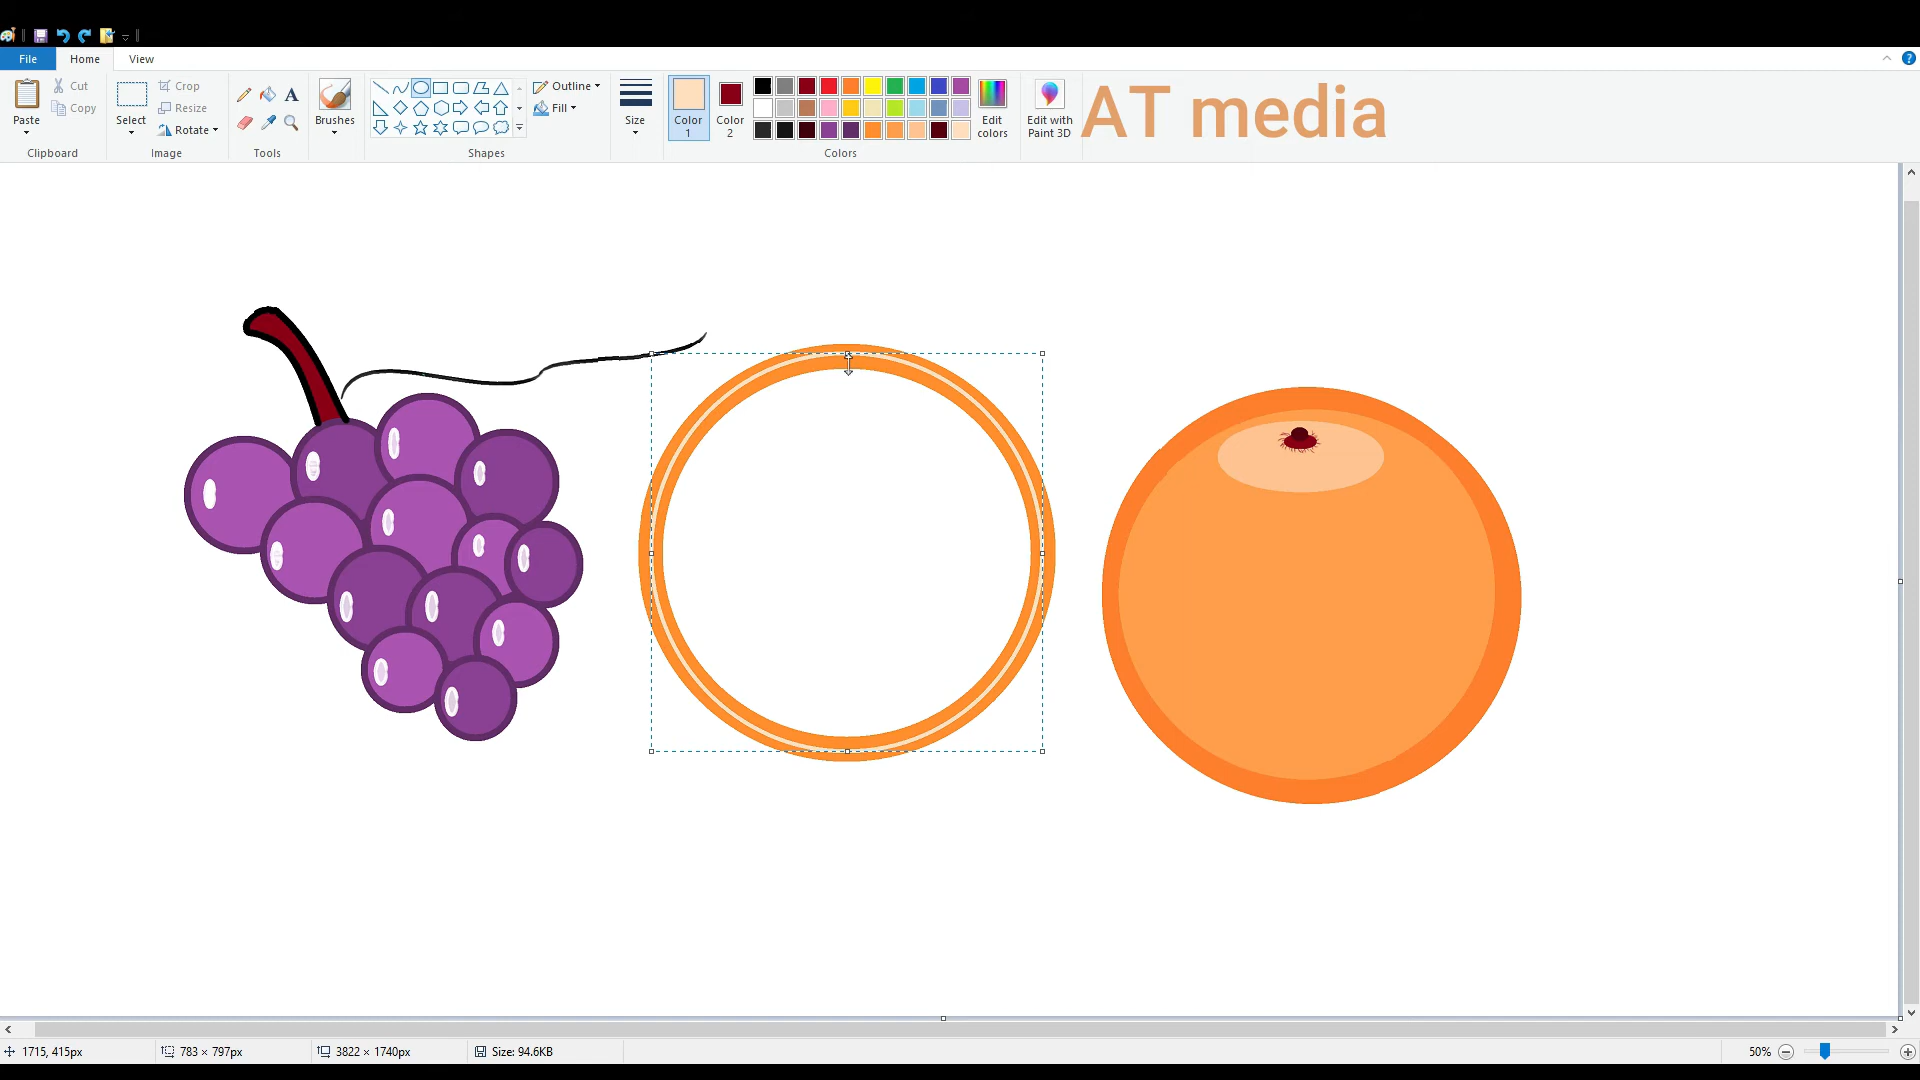 File Home View
Paste
Cut
Copy
Clipboard
Select
Crop
Resize
Rotate
Image
A
Tools
Brushes
Shapes
Outline
Fill
Size
Color 1
Color 2
Colors
Edit colors
Edit with Paint 3D
AT media
1715, 415px 783 × 797px 3822 × 1740px Size: 94.6KB 50%